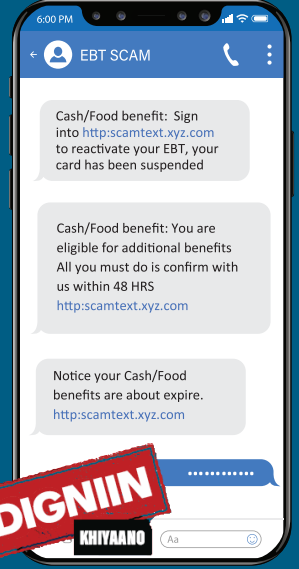 6:00 PM
EBT SCAM
Cash/Food benefit:  Sign
into http:scamtext.xyz.com
to reactivate your EBT, your
card has been suspended
Cash/Food benefit: You are
eligible for additional benefits
All you must do is confirm with
us within 48 HRS
http:scamtext.xyz.com
Notice your Cash/Food
benefits are about expire.
http:scamtext.xyz.com
DIGNIIN
KHIYAANO
Aa